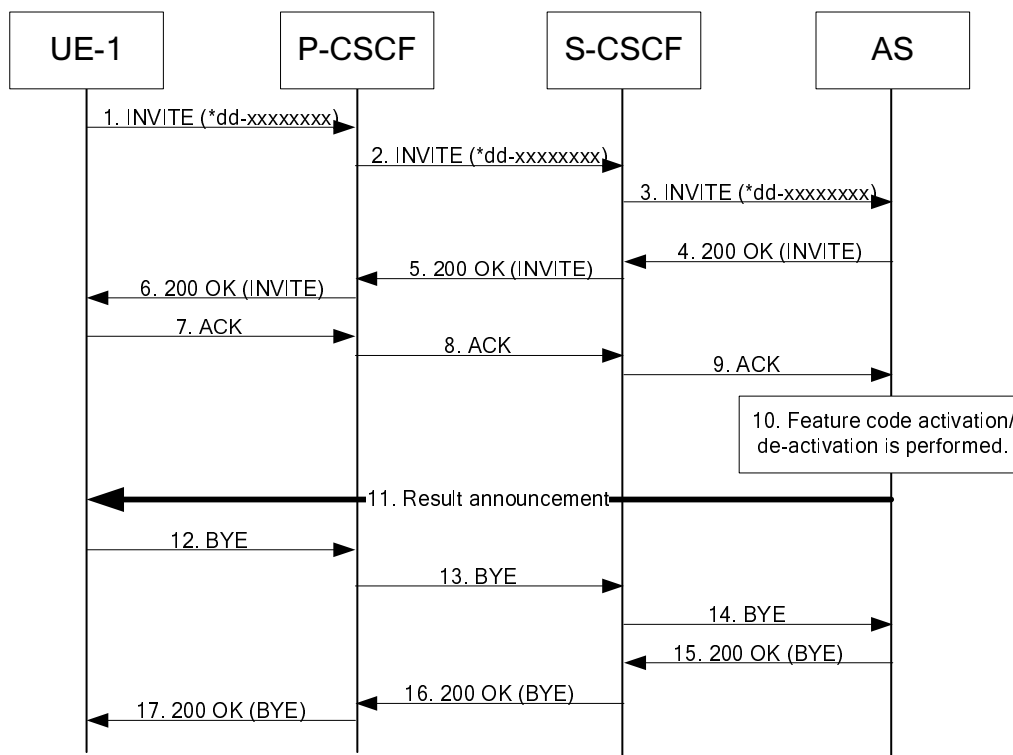 UE-1
P-CSCF
S-CSCF
AS
1. INVITE (*dd-xxxxxxxx)
2. INVITE (*dd-xxxxxxxx)
3. INVITE (*dd-xxxxxxxx)
4. 200 OK (INVITE)
5. 200 OK (INVITE)
6. 200 OK (INVITE)
7. ACK
8. ACK
9. ACK
10. Feature code activation/
de-activation is performed.
11. Result announcement
12. BYE
13. BYE
14. BYE
15. 200 OK (BYE)
16. 200 OK (BYE)
17. 200 OK (BYE)